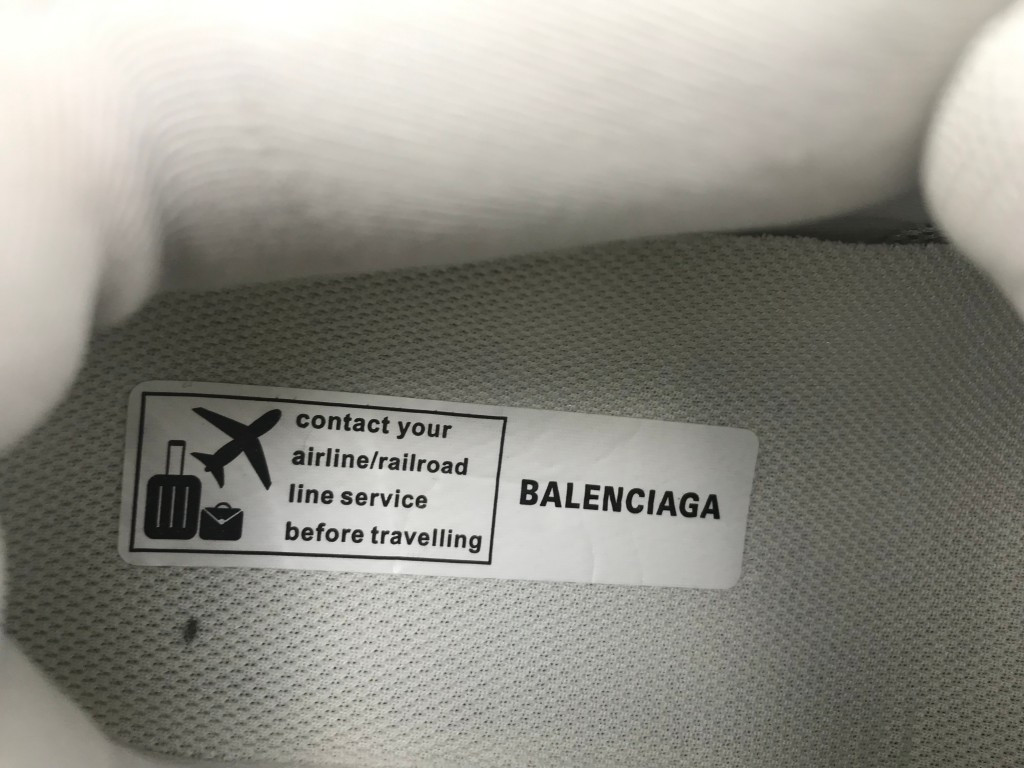 contact your
airline/railroad
line service
before travelling
BALENCIAGA